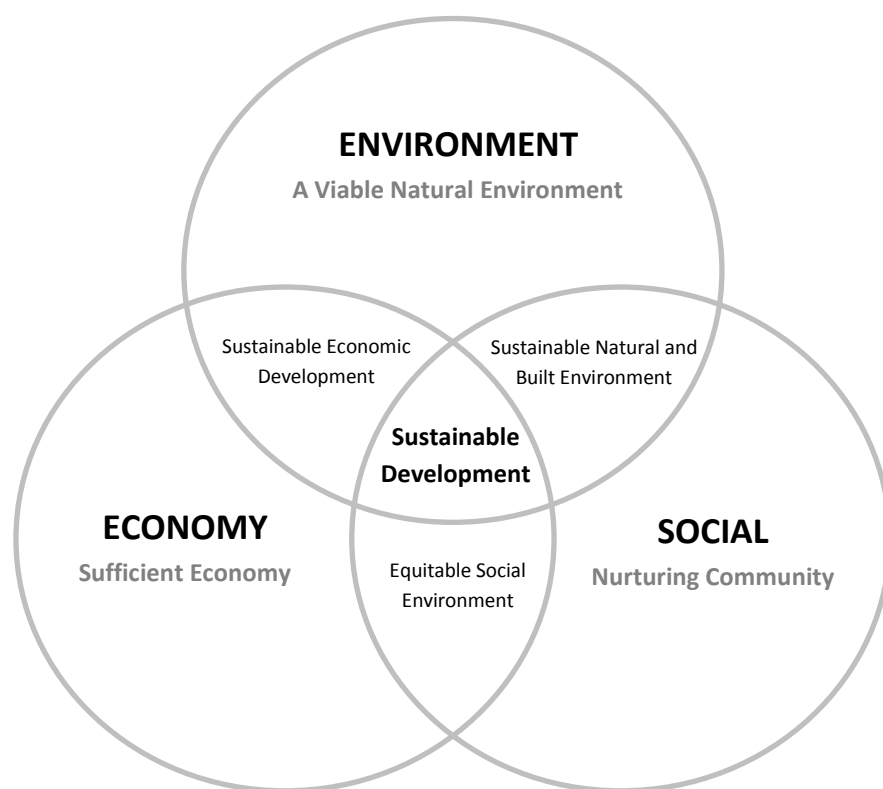 ENVIRONMENT
A Viable Natural Environment
Sustainable Economic
Development
Sustainable Natural and
Built Environment
Sustainable
Development
ECONOMY
Sufficient Economy
SOCIAL
Nurturing Community
Equitable Social
Environment